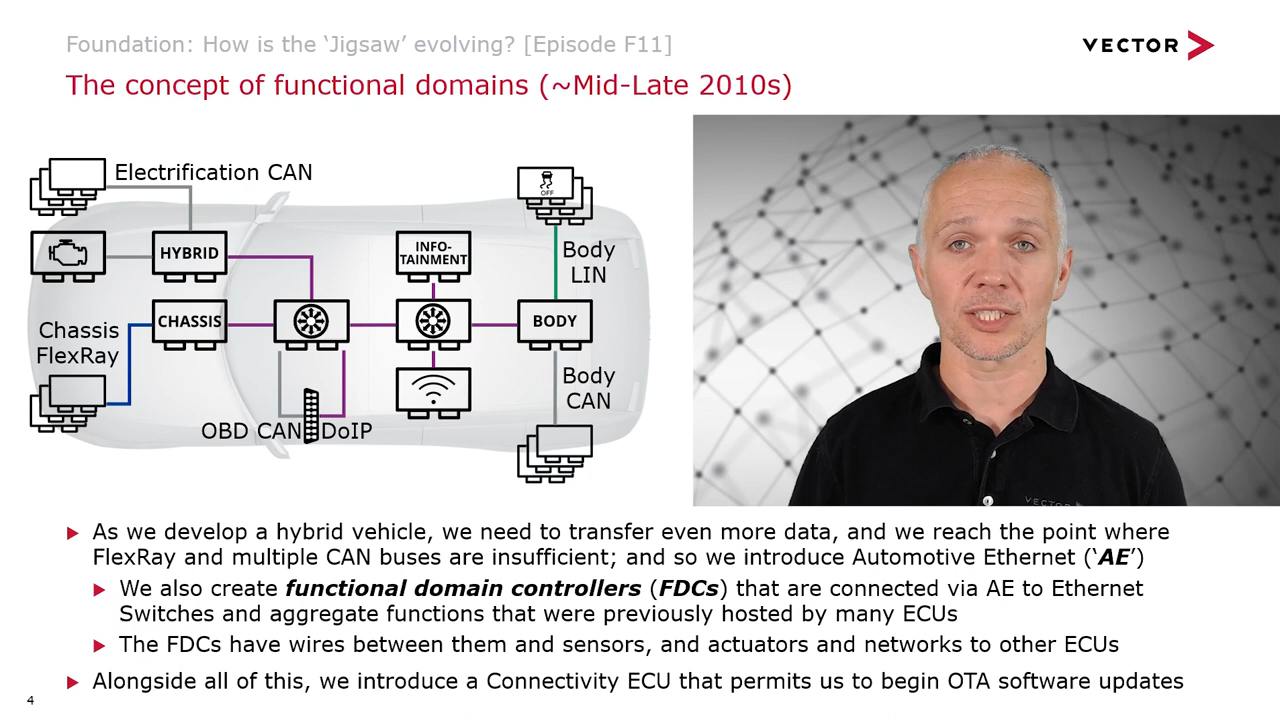 Foundation: How is the ‘Jigsaw’ evolving? [Episode F11]
VECTOR
The concept of functional domains (~Mid-Late 2010s)
Electrification CAN
OFF
HYBRID
INFO-
TAINMENT
Body
LIN
CHASSIS
BODY
Chassis
FlexRay
Body
CAN
OBD CAN
DoIP
VECTOR
As we develop a hybrid vehicle, we need to transfer even more data, and we reach the point where
FlexRay and multiple CAN buses are insufficient; and so we introduce Automotive Ethernet (‘AE’)
We also create functional domain controllers (FDCs) that are connected via AE to Ethernet
Switches and aggregate functions that were previously hosted by many ECUs
The FDCs have wires between them and sensors, and actuators and networks to other ECUs
Alongside all of this, we introduce a Connectivity ECU that permits us to begin OTA software updates
4